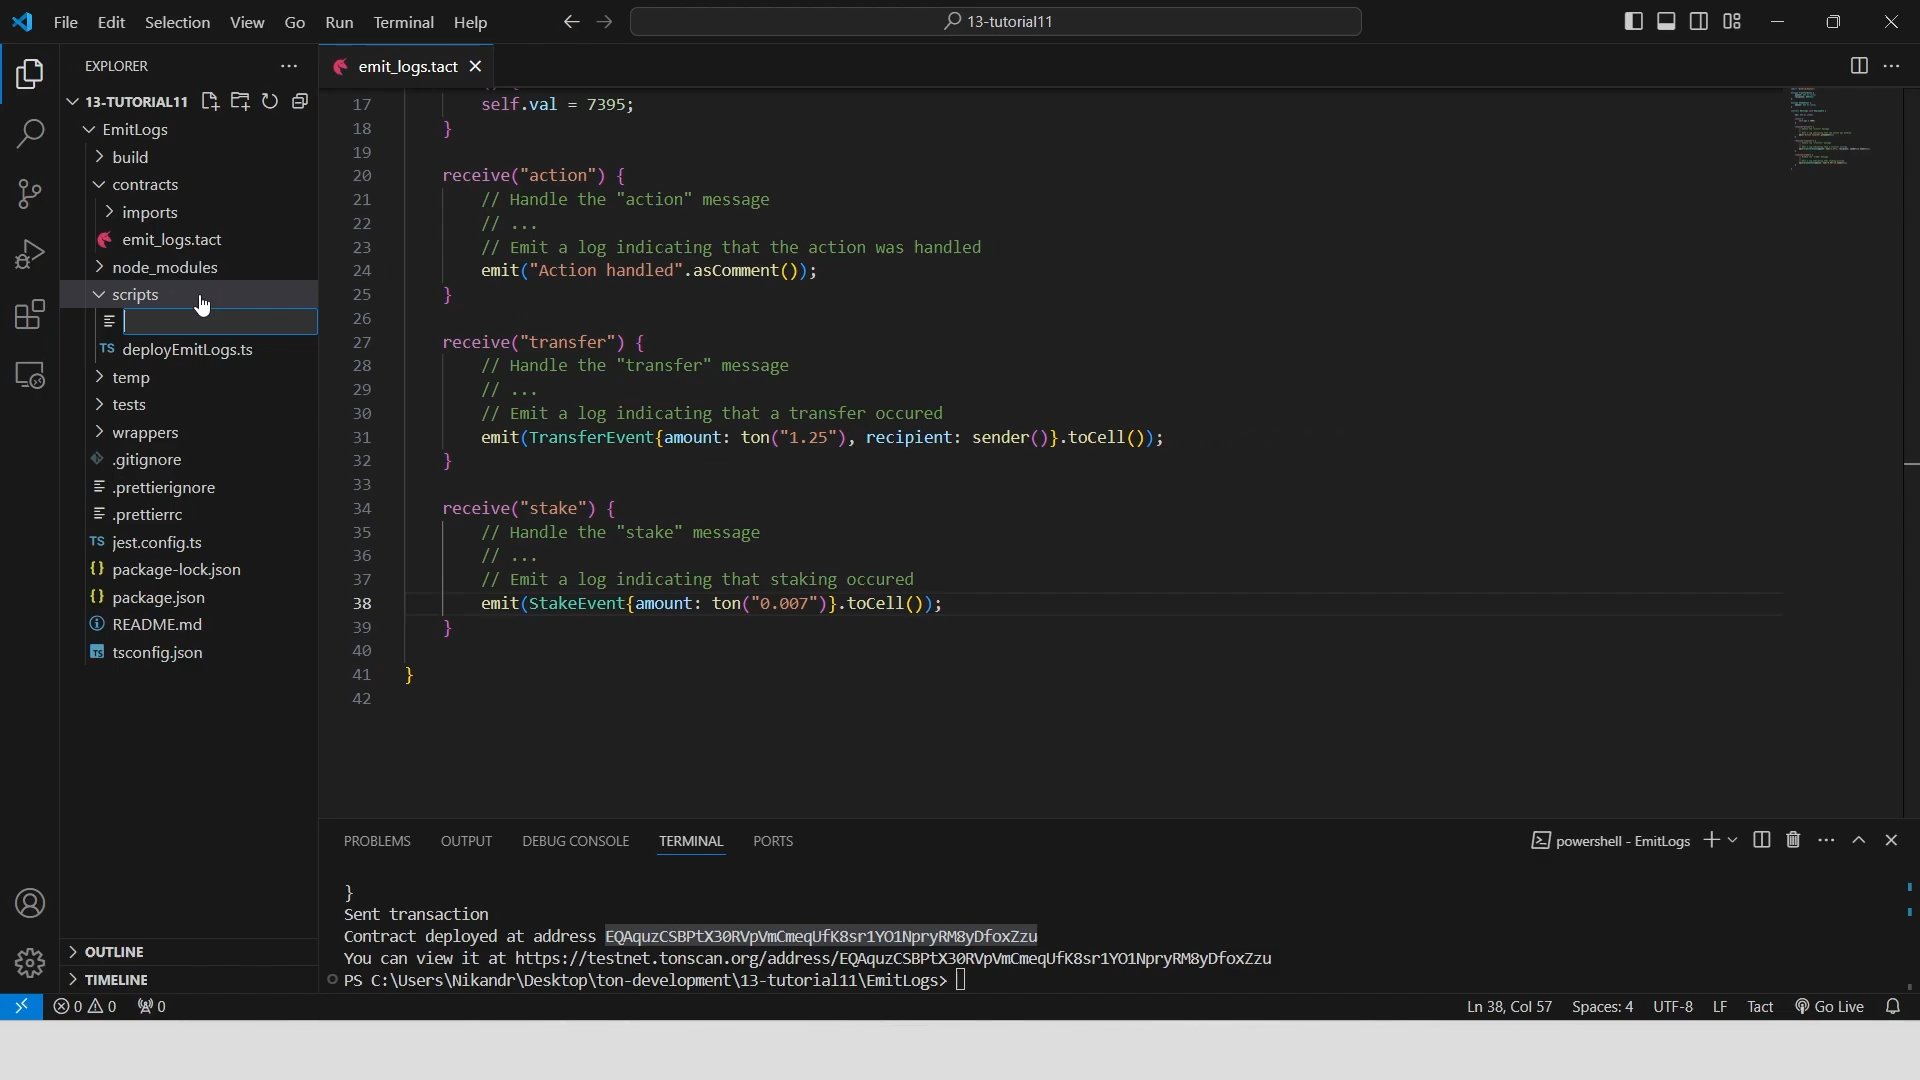 File Edit Selection View Go Run Terminal Help
13-tutorial11
EXPLORER
13-TUTORIAL11
EmitLogs
build
contracts
imports
emit_logs.tact
node_modules
scripts
TS deployEmitLogs.ts
temp
tests
wrappers
.gitignore
.prettierignore
.prettierrc
TS jest.config.ts
{} package-lock.json
{} package.json
README.md
TS tsconfig.json
OUTLINE
TIMELINE
emit_logs.tact
17 self.val = 7395;
18 }
19
20 receive("action") {
21 // Handle the "action" message
22 // ...
23 // Emit a log indicating that the action was handled
24 emit("Action handled".asComment());
25 }
26
27 receive("transfer") {
28 // Handle the "transfer" message
29 // ...
30 // Emit a log indicating that a transfer occured
31 emit(TransferEvent{amount: ton("1.25"), recipient: sender()}.toCell());
32 }
33
34 receive("stake") {
35 // Handle the "stake" message
36 // ...
37 // Emit a log indicating that staking occured
38 emit(StakeEvent{amount: ton("0.007")}.toCell());
39 }
40
41 }
42
PROBLEMS OUTPUT DEBUG CONSOLE TERMINAL PORTS
powershell - EmitLogs
}
Sent transaction
Contract deployed at address EQAquzCSBPtX30RVpVmCmeqUfK8sr1YO1NpryRM8yDfoxZzu
You can view it at https://testnet.tonscan.org/address/EQAquzCSBPtX30RVpVmCmeqUfK8sr1YO1NpryRM8yDfoxZzu
PS C:\Users\Nikandr\Desktop\ton-development\13-tutorial11\EmitLogs>
0 0 0
Ln 38, Col 57 Spaces: 4 UTF-8 LF Tact Go Live